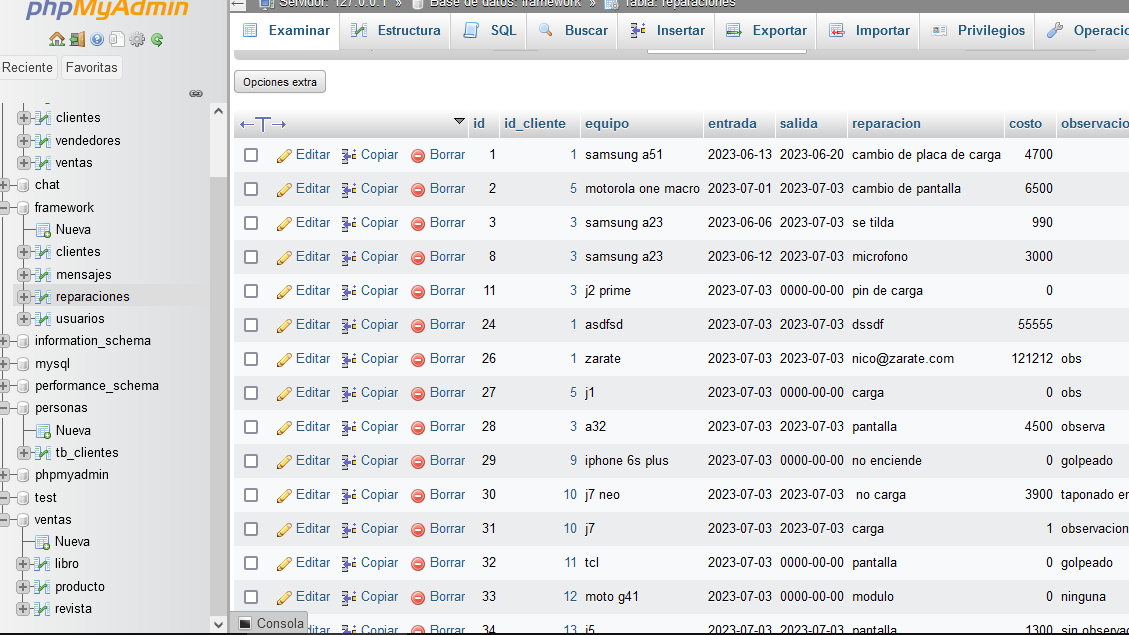 phpMyAdmin
Reciente Favoritas
clientes
vendedores
ventas
chat
framework
Nueva
clientes
mensajes
reparaciones
usuarios
information_schema
mysql
performance_schema
personas
Nueva
tb_clientes
phpmyadmin
test
ventas
Nueva
libro
producto
revista
Servidor: 127.0.0.1 » Base de datos: framework » Tabla: reparaciones
Examinar Estructura SQL Buscar Insertar Exportar Importar Privilegios Operacio
Opciones extra
←T→ id id_cliente equipo entrada salida reparacion costo observacio
Editar Copiar Borrar 1 1 samsung a51 2023-06-13 2023-06-20 cambio de placa de carga 4700
Editar Copiar Borrar 2 5 motorola one macro 2023-07-01 2023-07-03 cambio de pantalla 6500
Editar Copiar Borrar 3 3 samsung a23 2023-06-06 2023-07-03 se tilda 990
Editar Copiar Borrar 8 3 samsung a23 2023-06-12 2023-07-03 microfono 3000
Editar Copiar Borrar 11 3 j2 prime 2023-07-03 0000-00-00 pin de carga 0
Editar Copiar Borrar 24 1 asdfsd 2023-07-03 2023-07-03 dssdf 55555
Editar Copiar Borrar 26 1 zarate 2023-07-03 2023-07-03 nico@zarate.com 121212 obs
Editar Copiar Borrar 27 5 j1 2023-07-03 0000-00-00 carga 0 obs
Editar Copiar Borrar 28 3 a32 2023-07-03 0000-00-00 pantalla 4500 observa
Editar Copiar Borrar 29 9 iphone 6s plus 2023-07-03 0000-00-00 no enciende 0 golpeado
Editar Copiar Borrar 30 10 j7 neo 2023-07-03 2023-07-03 no carga 3900 taponado en
Editar Copiar Borrar 31 10 j7 2023-07-03 2023-07-03 carga 1 observacion
Editar Copiar Borrar 32 11 tcl 2023-07-03 0000-00-00 pantalla 0 golpeado
Editar Copiar Borrar 33 12 moto g41 2023-07-03 0000-00-00 modulo 0 ninguna
Consola Editar Copiar Borrar 34 13 j5 2023-07-03 2023-07-03 pantalla 1300 sin observac